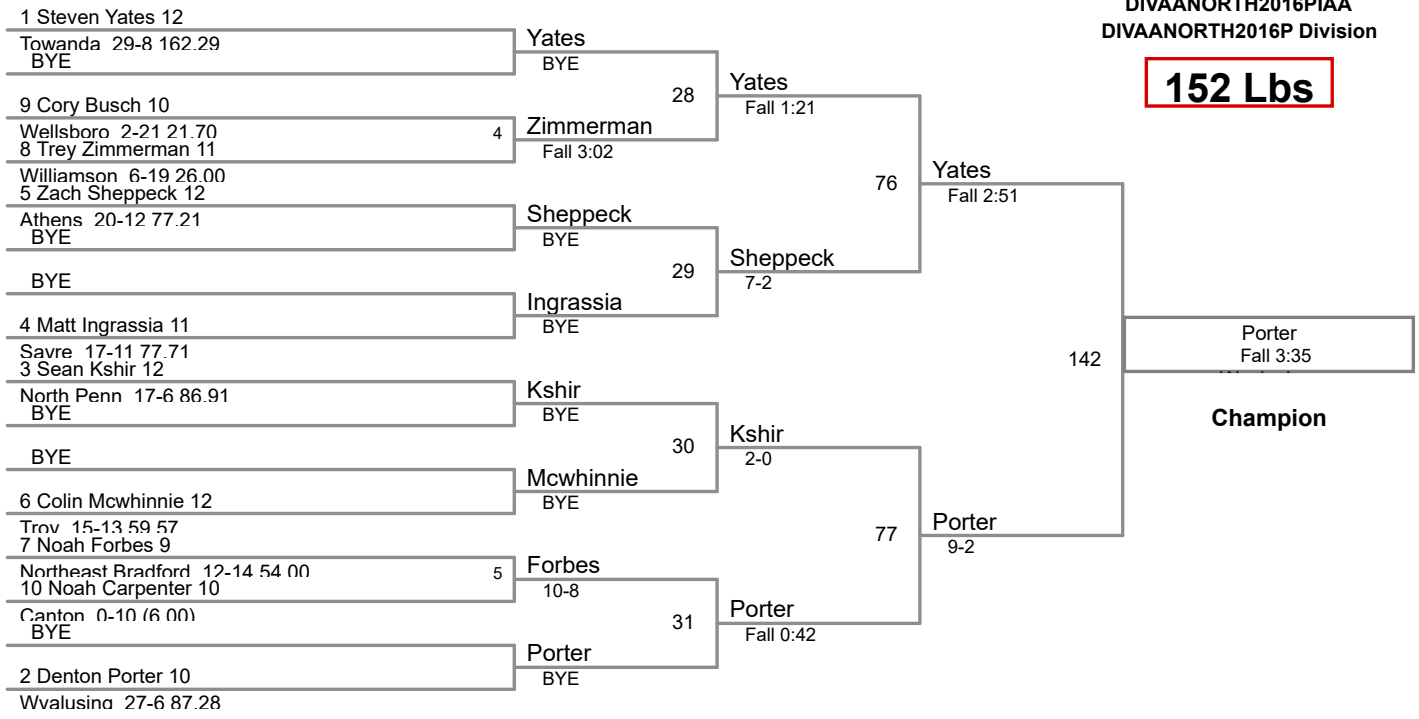 DIVAANORTH2016PIAA
DIVAANORTH2016P Division
152 Lbs
1 Steven Yates 12
Towanda 29-8 162.29
BYE
9 Cory Busch 10
Wellsboro 2-21 21.70
8 Trey Zimmerman 11
Williamson 6-19 26.00
5 Zach Sheppeck 12
Athens 20-12 77.21
BYE
BYE
4 Matt Ingrassia 11
Sayre 17-11 77.71
3 Sean Kshir 12
North Penn 17-6 86.91
BYE
BYE
6 Colin Mcwhinnie 12
Troy 15-13 59.57
7 Noah Forbes 9
Northeast Bradford 12-14 54.00
10 Noah Carpenter 10
Canton 0-10 (6.00)
BYE
2 Denton Porter 10
Wyalusing 27-6 87.28
4
5
Yates
BYE
Zimmerman
Fall 3:02
Sheppeck
BYE
Ingrassia
BYE
Kshir
BYE
Mcwhinnie
BYE
Forbes
10-8
Porter
BYE
28
29
30
31
Yates
Fall 1:21
Sheppeck
7-2
Kshir
2-0
Porter
Fall 0:42
76
77
Yates
Fall 2:51
Porter
9-2
142
Porter
Fall 3:35
Champion